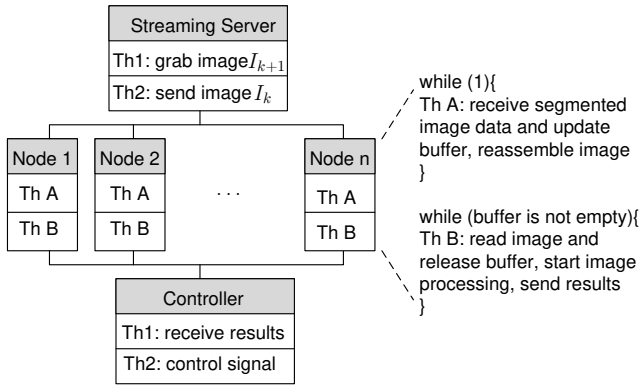 Streaming Server
Th1: grab image I_{k+1}
Th2: send image I_k
Node 1
Th A
Th B
Node 2
Th A
Th B
...
Node n
Th A
Th B
while (1){
Th A: receive segmented
image data and update
buffer, reassemble image
}
while (buffer is not empty){
Th B: read image and
release buffer, start image
processing, send results
}
Controller
Th1: receive results
Th2: control signal